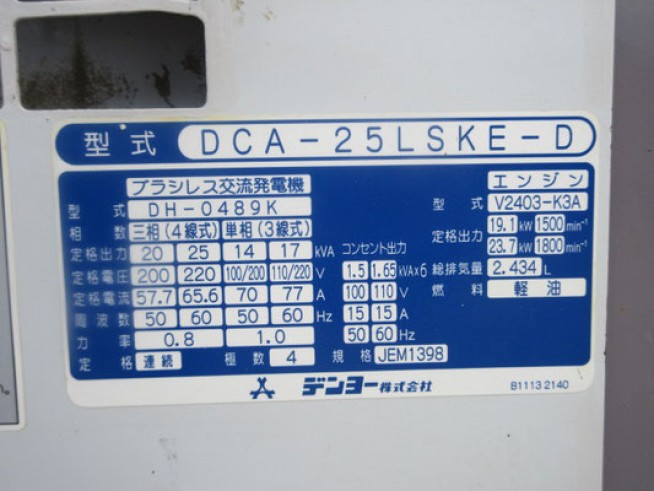 型式 DCA-25LSKE-D
ブラシレス交流発電機
型式 DH-0489K
相数 三相(4線式) 単相(3線式)
定格出力 20 25 14 17 kVA
定格電圧 200 220 100/200 110/220 V
定格電流 57.7 65.6 70 77 A
周波数 50 60 50 60 Hz
力率 0.8 1.0
定格 連続 極数 4
コンセント出力
1.5 1.65 kVA×6
100 110 V
15 15 A
50 60 Hz
規格 JEM1398
エンジン
型式 V2403-K3A
定格出力 19.1 kW 1500 min⁻¹
23.7 kW 1800 min⁻¹
総排気量 2.434 L
燃料 軽油
デンヨー株式会社
B11132140